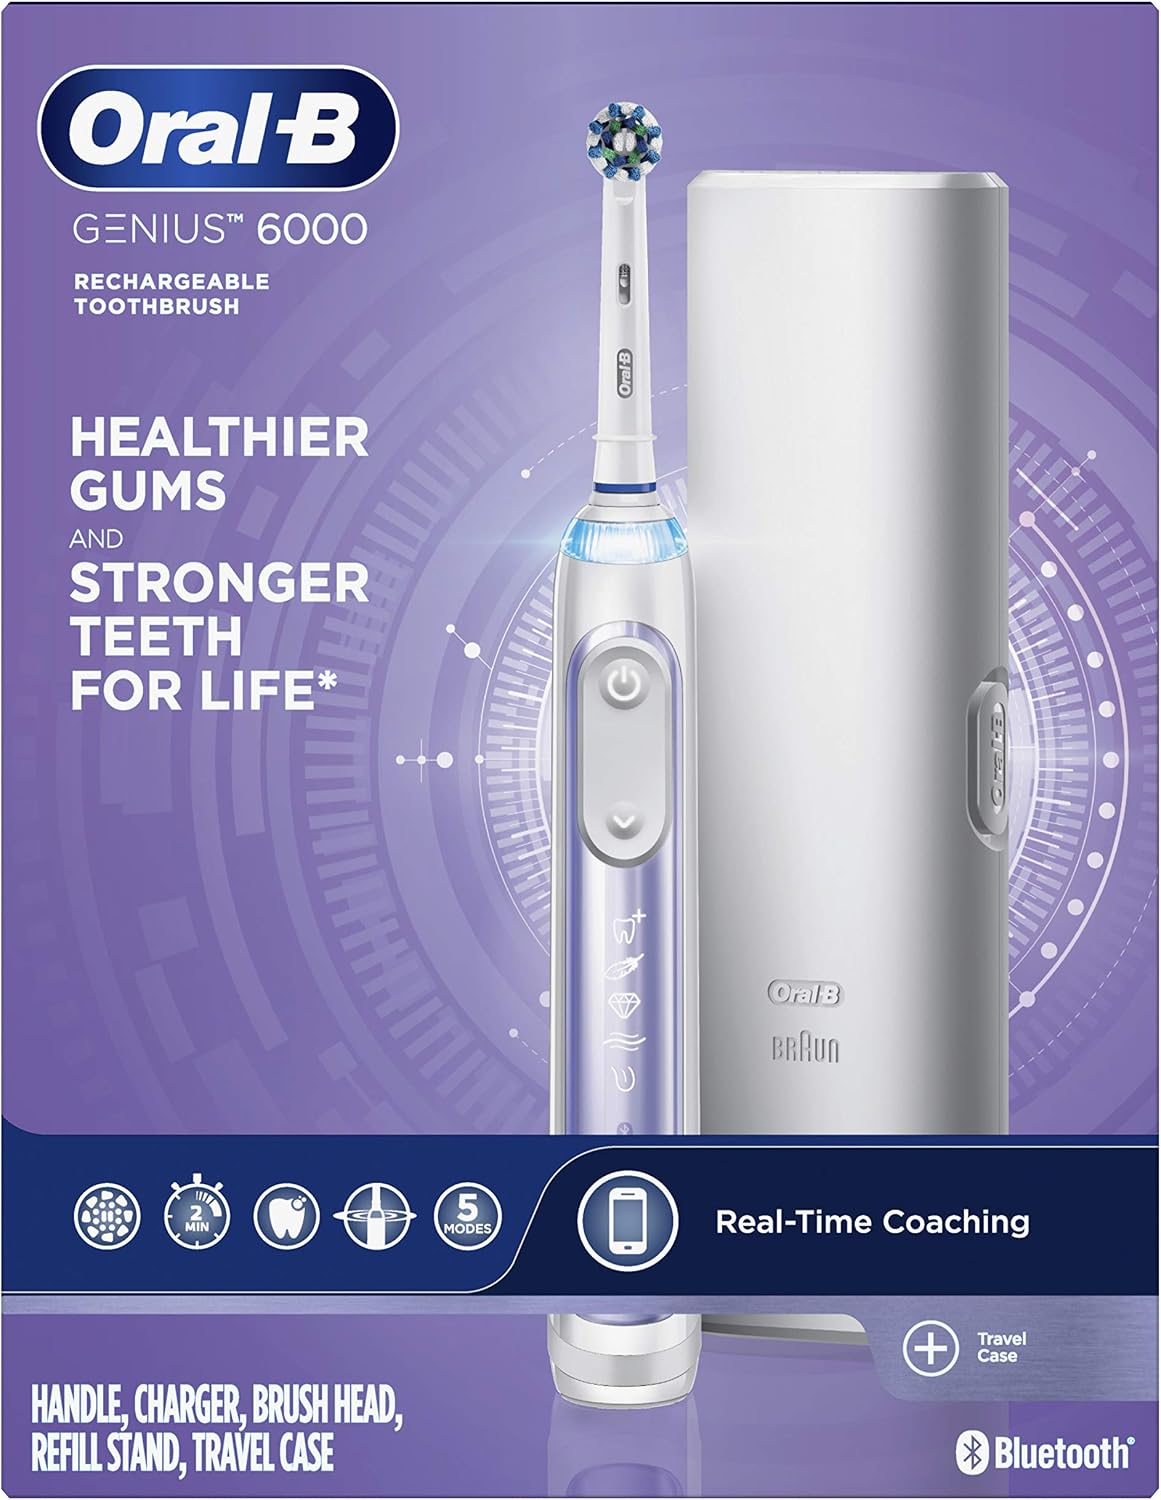 Oral-B
GENIUS™ 6000
RECHARGEABLE
TOOTHBRUSH
HEALTHIER
GUMS
AND
STRONGER
TEETH
FOR LIFE*
Oral-B
Oral-B
Oral-B
BRAUN
2
MIN
5
MODES
Real-Time Coaching
Travel
Case
HANDLE, CHARGER, BRUSH HEAD,
REFILL STAND, TRAVEL CASE
Bluetooth®